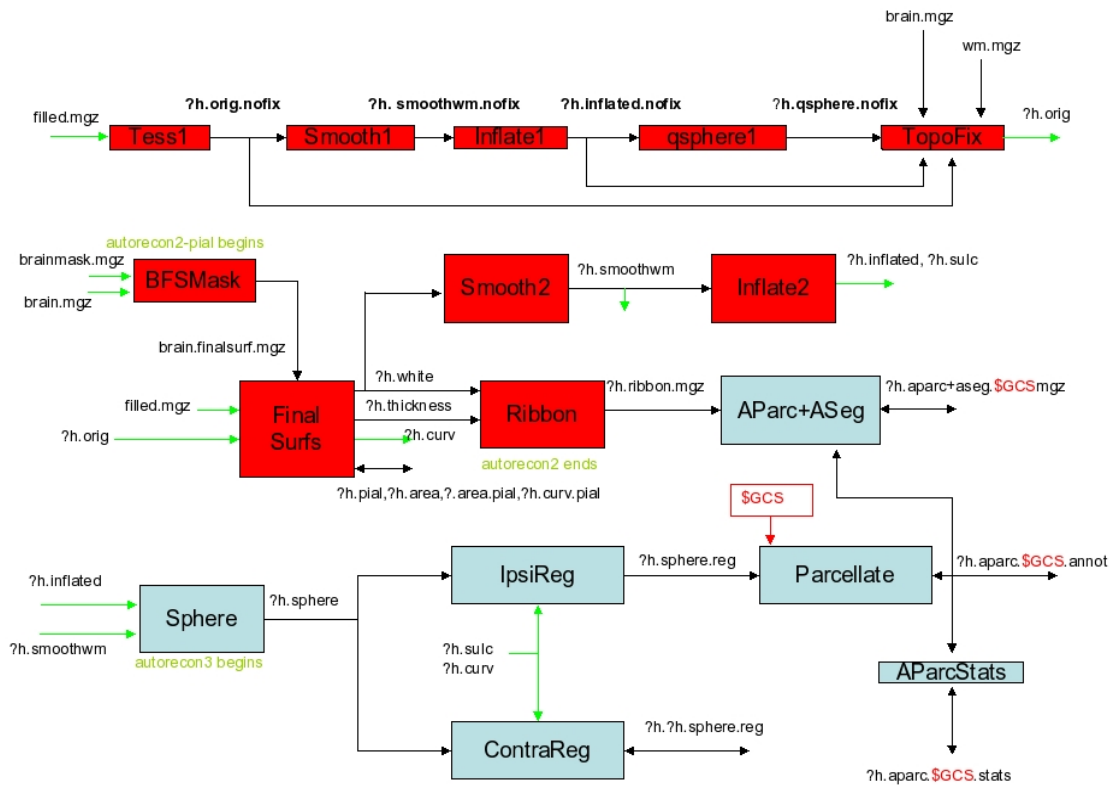 brain.mgz
wm.mgz
?h.orig.nofix
?h. smoothwm.nofix
?h.inflated.nofix
?h.qsphere.nofix
filled.mgz
?h.orig
Tess1
Smooth1
Inflate1
qsphere1
TopoFix
autorecon2-pial begins
brainmask.mgz
BFSMask
brain.mgz
?h.smoothwm
?h.inflated, ?h.sulc
Smooth2
Inflate2
brain.finalsurf.mgz
?h.white
?h.ribbon.mgz
?h.aparc+aseg.$GCSmgz
filled.mgz
?h.thickness
Final
Surfs
Ribbon
AParc+ASeg
?h.orig
?h.curv
autorecon2 ends
?h.pial,?h.area,?.area.pial,?h.curv.pial
$GCS
?h.inflated
?h.sphere
IpsiReg
?h.sphere.reg
Parcellate
?h.aparc.$GCS.annot
Sphere
?h.smoothwm
autorecon3 begins
?h.sulc
?h.curv
AParcStats
ContraReg
?h.?h.sphere.reg
?h.aparc.$GCS.stats